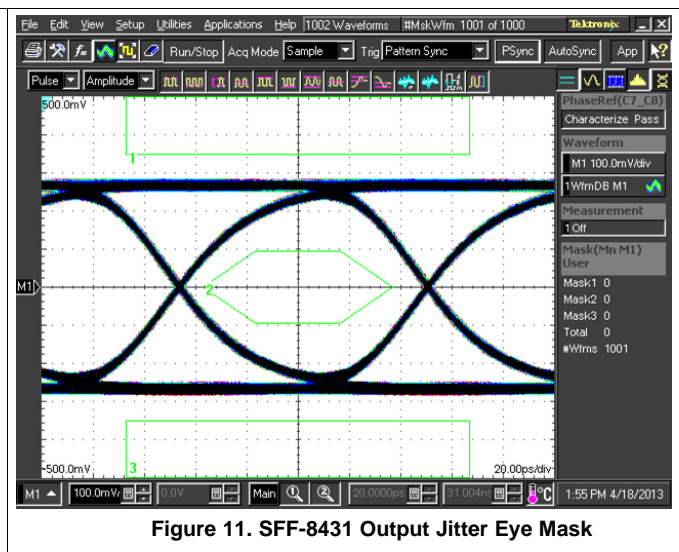 File Edit View Setup Utilities Applications Help 1002 Waveforms #MskWfm 1001 of 1000 Tektronix
Run/Stop Acq Mode Sample Trig Pattern Sync PSync AutoSync App
Pulse Amplitude
500.0mV
PhaseRef(C7_C8)
Characterize Pass
1
Waveform
M1 100.0mV/div
1WfmDB M1
Measurement
1 Off
Mask(Mn M1)
User
M1
2
Mask1 0
Mask2 0
Mask3 0
Total 0
#Wfms 1001
-500.0mV
3
20.00ps/div
M1 100.0mV/ 0.0V Main 20.0000ps 31.004ns °C 1:55 PM 4/18/2013
Figure 11. SFF-8431 Output Jitter Eye Mask